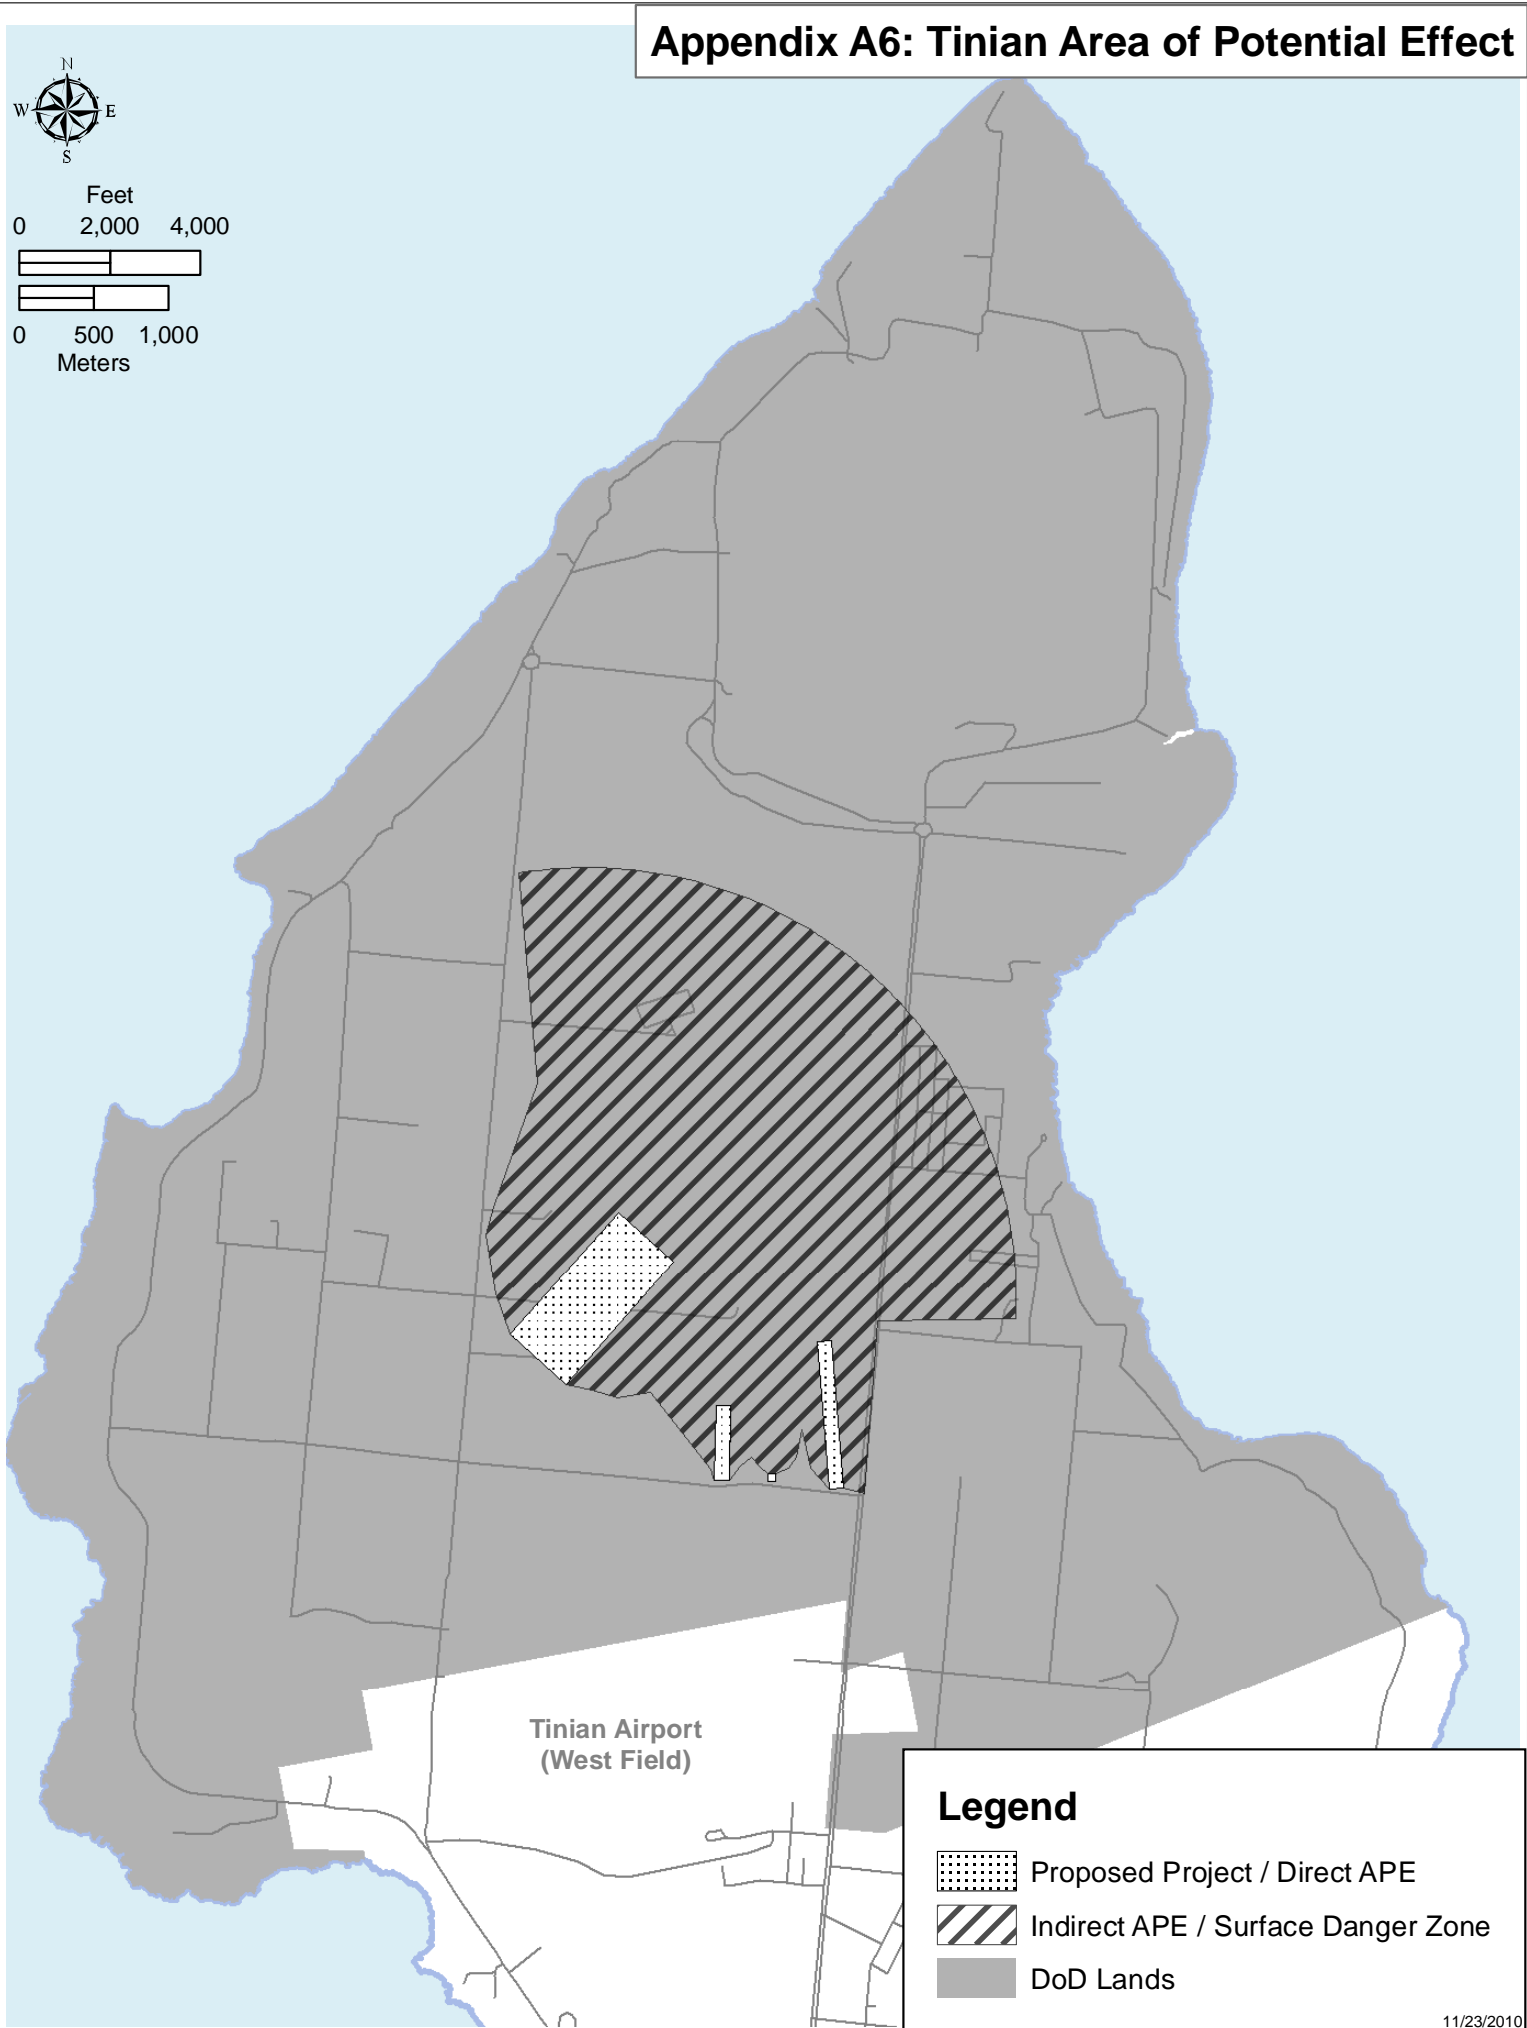 Appendix A6: Tinian Area of Potential Effect
N
W E
S
Feet
0 2,000 4,000
0 500 1,000
Meters
Tinian Airport
(West Field)
Legend
Proposed Project / Direct APE
Indirect APE / Surface Danger Zone
DoD Lands
11/23/2010